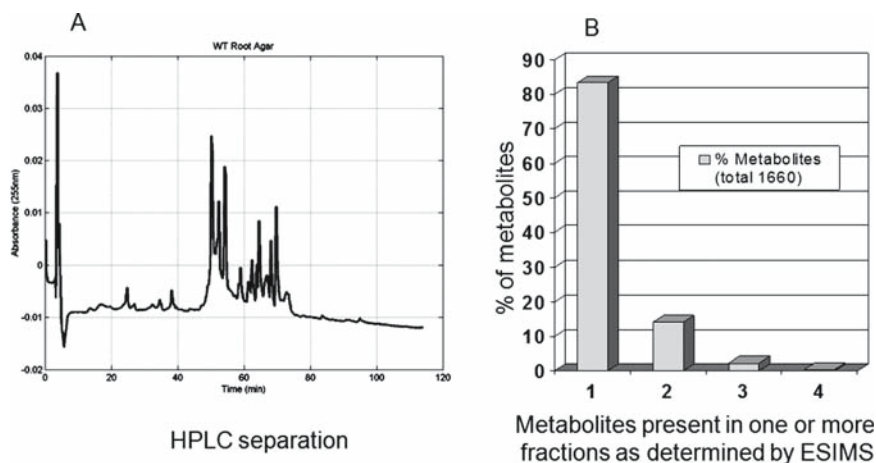 A
WT Root Agar
0.04
0.03
0.02
0.01
0
-0.01
-0.02
Absorbance (255nm)
0 20 40 60 80 100 120
Time (min)
HPLC separation
B
90
80
70
60
50
40
30
20
10
0
% of metabolites
% Metabolites
(total 1660)
1 2 3 4
Metabolites present in one or more
fractions as determined by ESIMS